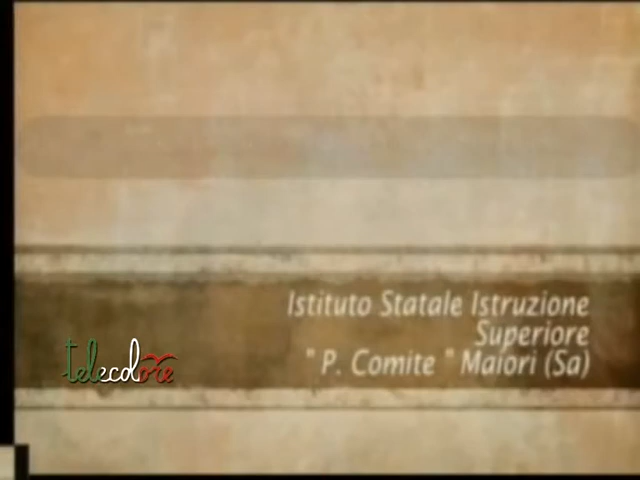 Istituto Statale Istruzione
Superiore
" P. Comite " Maiori (Sa)
telecolore